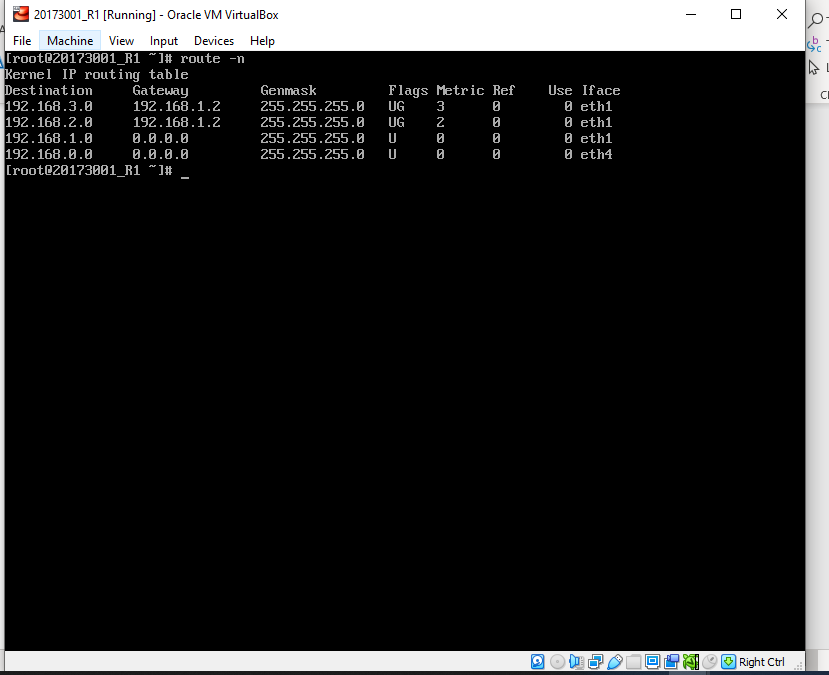 20173001_R1 [Running] - Oracle VM VirtualBox
File Machine View Input Devices Help
[root@20173001_R1 ~]# route -n
Kernel IP routing table
Destination Gateway Genmask Flags Metric Ref Use Iface
192.168.3.0 192.168.1.2 255.255.255.0 UG 3 0 0 eth1
192.168.2.0 192.168.1.2 255.255.255.0 UG 2 0 0 eth1
192.168.1.0 0.0.0.0 255.255.255.0 U 0 0 0 eth1
192.168.0.0 0.0.0.0 255.255.255.0 U 0 0 0 eth4
[root@20173001_R1 ~]# _
Right Ctrl